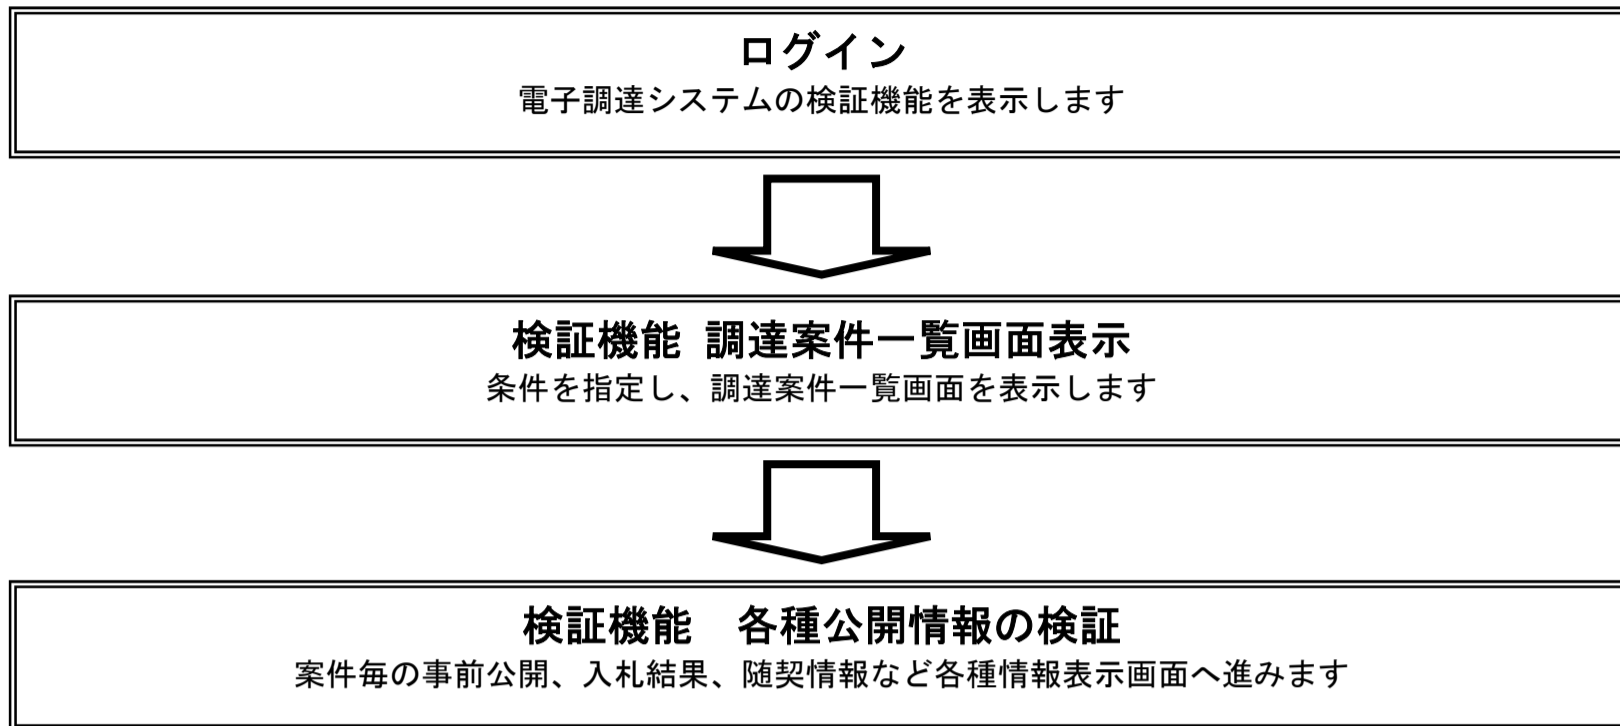 ログイン
電子調達システムの検証機能を表示します
検証機能 調達案件一覧画面表示
条件を指定し、調達案件一覧画面を表示します
検証機能　各種公開情報の検証
案件毎の事前公開、入札結果、随契情報など各種情報表示画面へ進みます